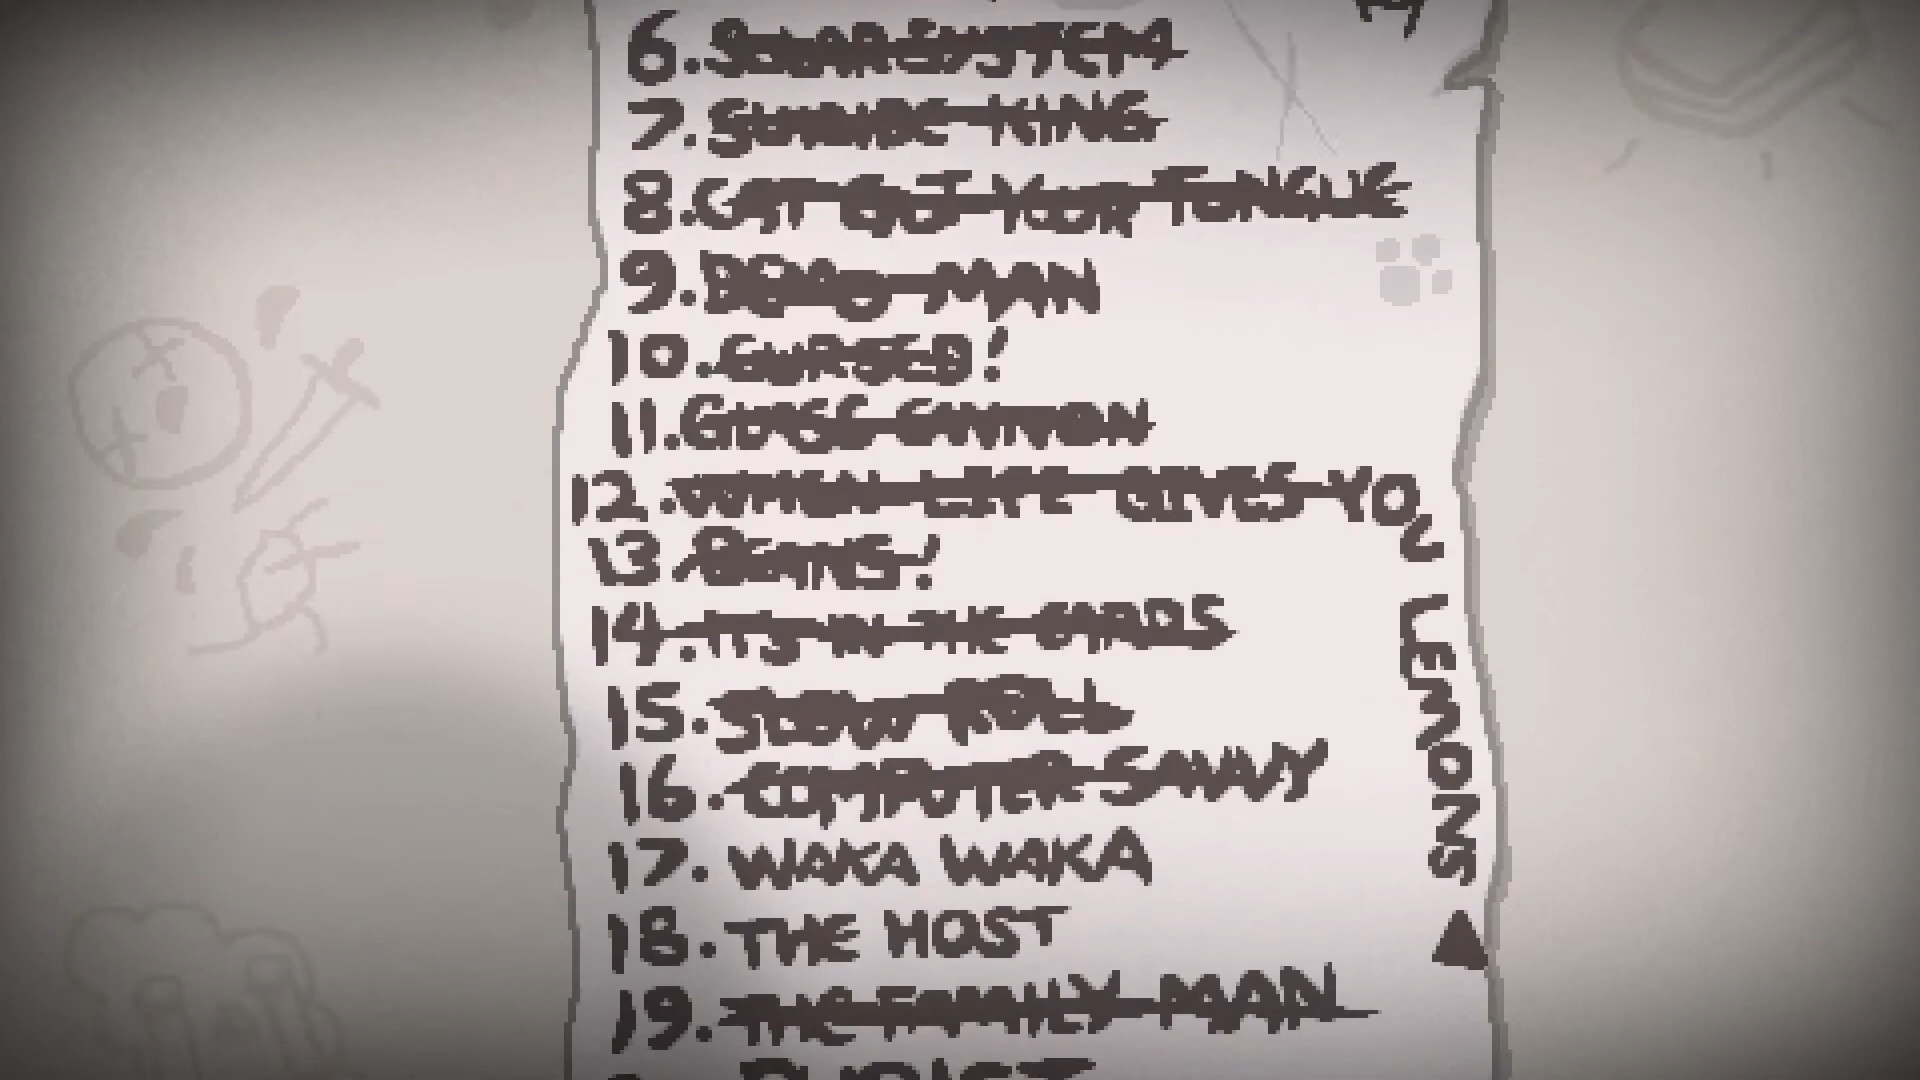 6. SOLAR SYSTEM
7. SUICIDE KING
8. CAT GOT YOUR TONGUE
9. DEMO MAN
10. CURSED!
11. GLASS CANNON
12. WHEN LIFE GIVES YOU LEMONS
13. BEANS!
14. IT'S IN THE CARDS
15. SLOW ROLL
16. COMPUTER SAVVY
17. WAKA WAKA
18. THE HOST
19. THE FAMILY MAN
PURIST